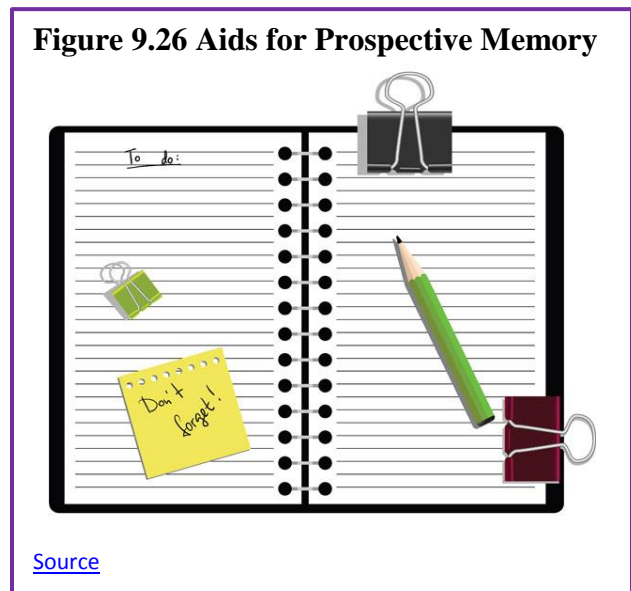 Figure 9.26 Aids for Prospective Memory
To do:
Don't
forget!
Source